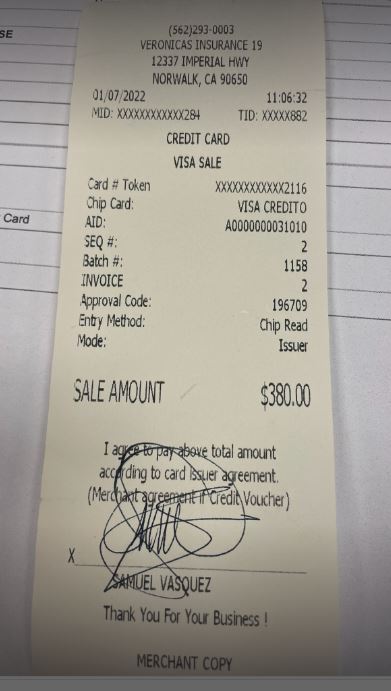 SE
(562)293-0003
VERONICAS INSURANCE 19
12337 IMPERIAL HWY
NORWALK, CA 90650
01/07/2022 11:06:32
MID: XXXXXXXXXXXX284 TID: XXXXX882
CREDIT CARD
VISA SALE
Card # Token XXXXXXXXXXXX2116
Chip Card: VISA CREDITO
Card
AID: A0000000031010
SEQ #: 2
Batch #: 1158
INVOICE 2
Approval Code: 196709
Entry Method: Chip Read
Mode: Issuer
SALE AMOUNT $380.00
I agree to pay above total amount
according to card issuer agreement.
(Merchant agreement if Credit Voucher)
X
SAMUEL VASQUEZ
Thank You For Your Business !
MERCHANT COPY